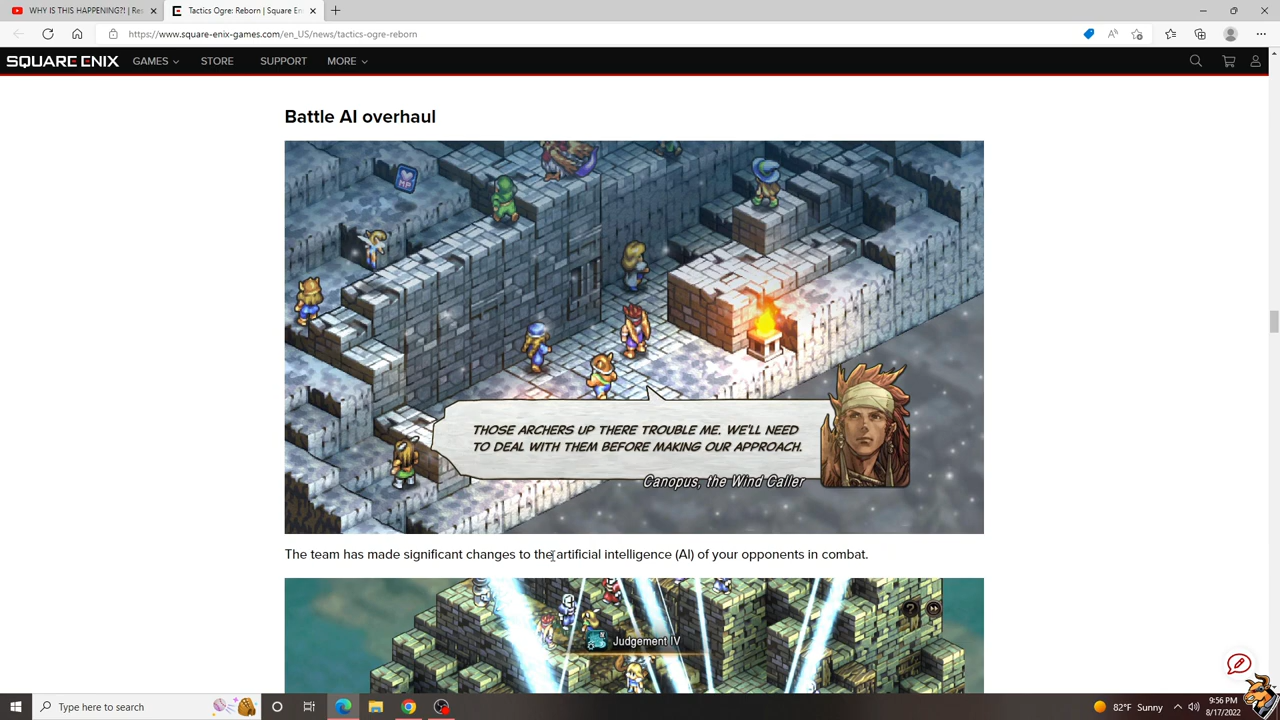 WHY IS THIS HAPPENING?! | Re
Tactics Ogre: Reborn | Square En
https://www.square-enix-games.com/en_US/news/tactics-ogre-reborn
SQUARE ENIX
GAMES
STORE
SUPPORT
MORE
Battle AI overhaul
MP
THOSE ARCHERS UP THERE TROUBLE ME. WE'LL NEED
TO DEAL WITH THEM BEFORE MAKING OUR APPROACH.
Canopus, the Wind Caller
The team has made significant changes to the artificial intelligence (AI) of your opponents in combat.
?
Judgement IV
Type here to search
82°F Sunny
9:56 PM
8/17/2022